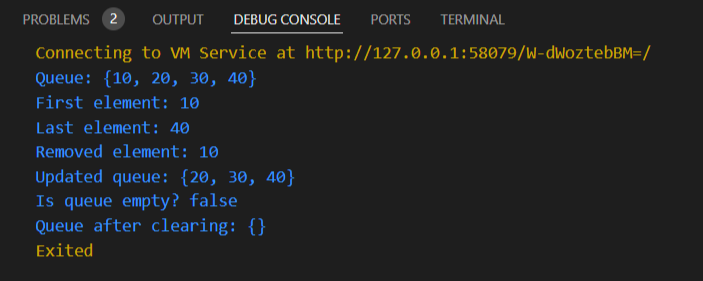 PROBLEMS 2 OUTPUT DEBUG CONSOLE PORTS TERMINAL
Connecting to VM Service at http://127.0.0.1:58079/W-dWoztebBM=/
Queue: {10, 20, 30, 40}
First element: 10
Last element: 40
Removed element: 10
Updated queue: {20, 30, 40}
Is queue empty? false
Queue after clearing: {}
Exited